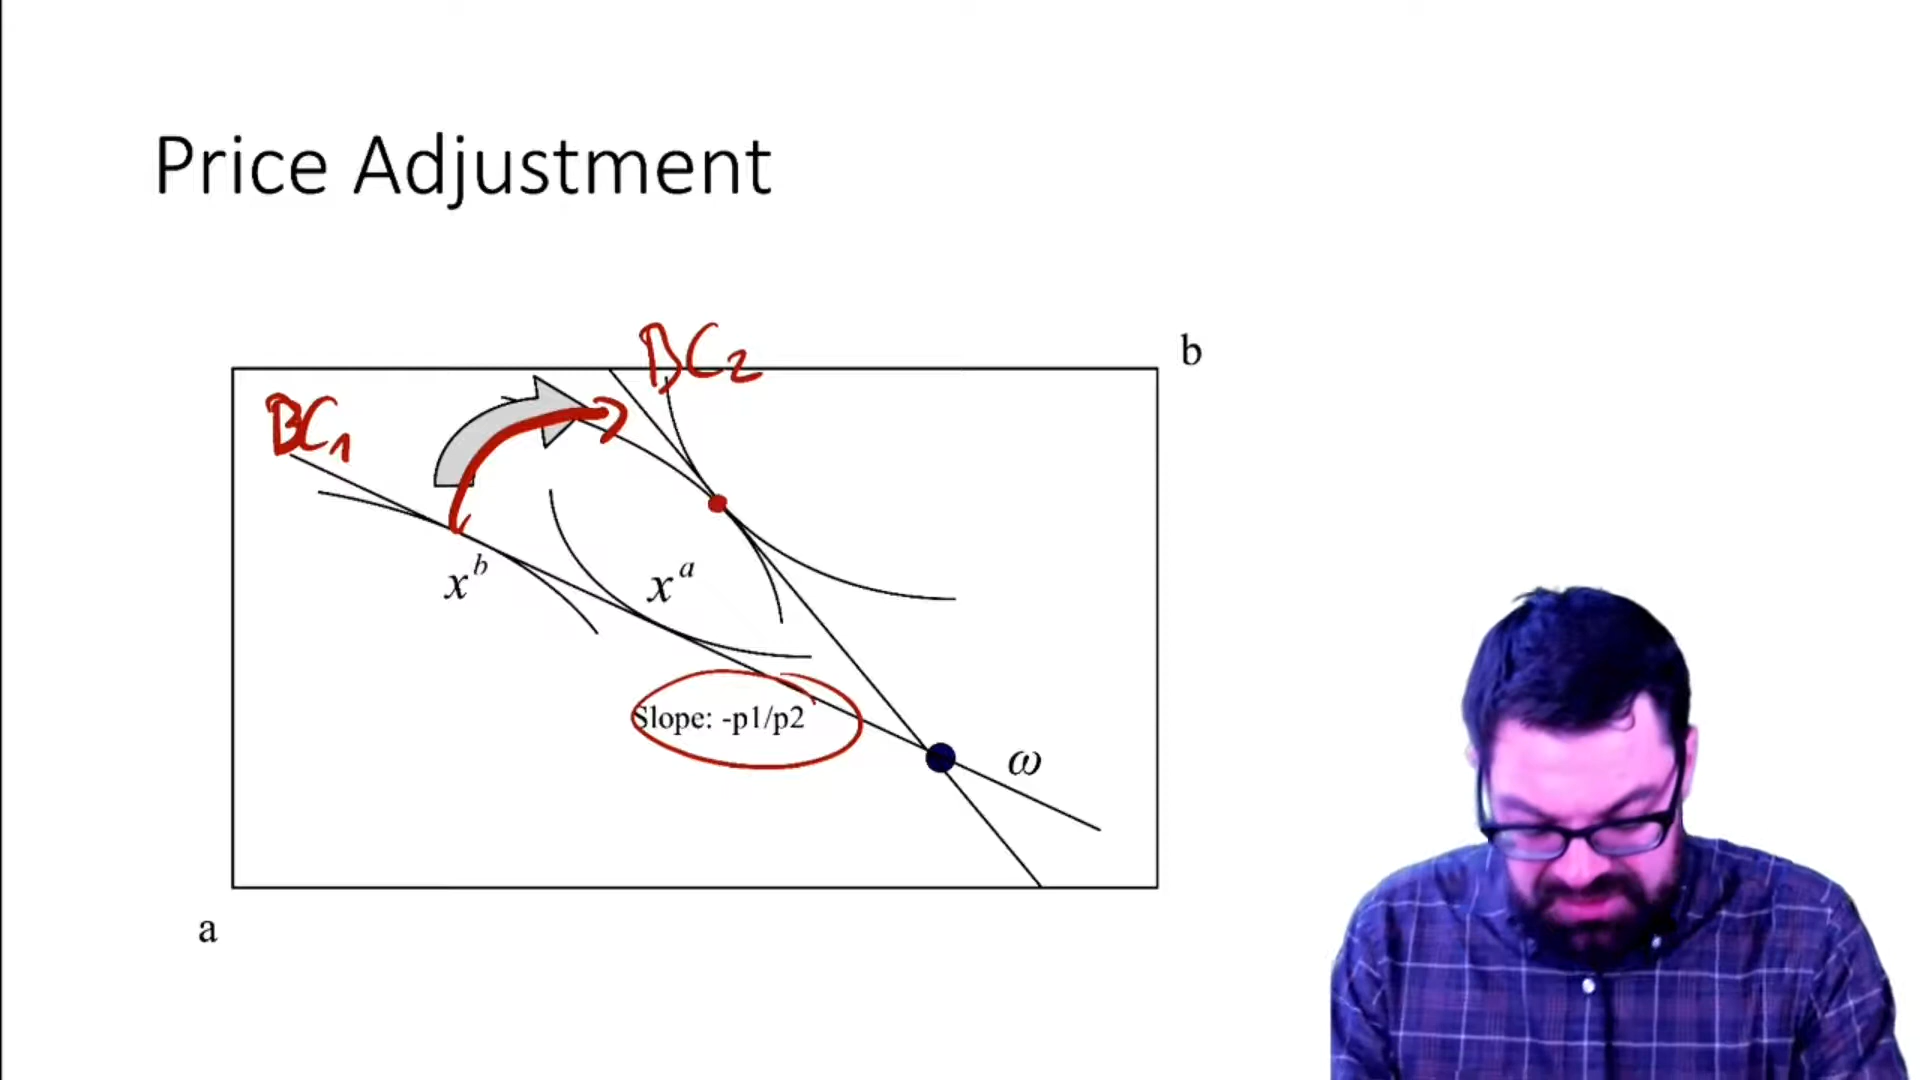 Price Adjustment
BC2
b
BC1
x^b
x^a
Slope: -p1/p2
ω
a